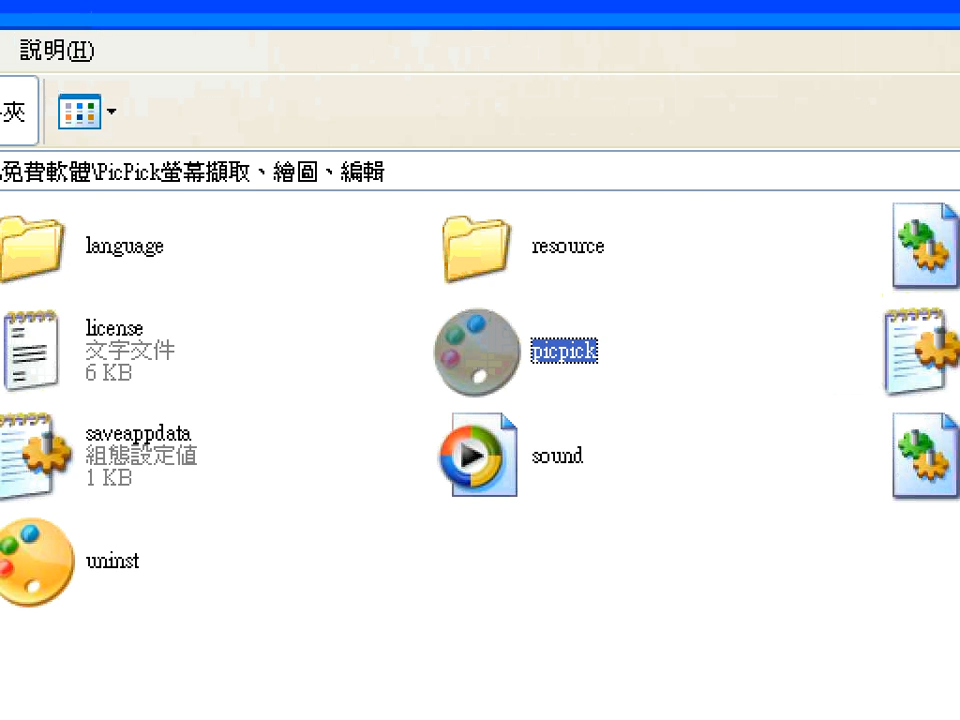 說明(H)
夾
免費軟體\PicPick螢幕擷取、繪圖、編輯
language
resource
license
文字文件
6 KB
picpick
saveappdata
組態設定值
1 KB
sound
uninst